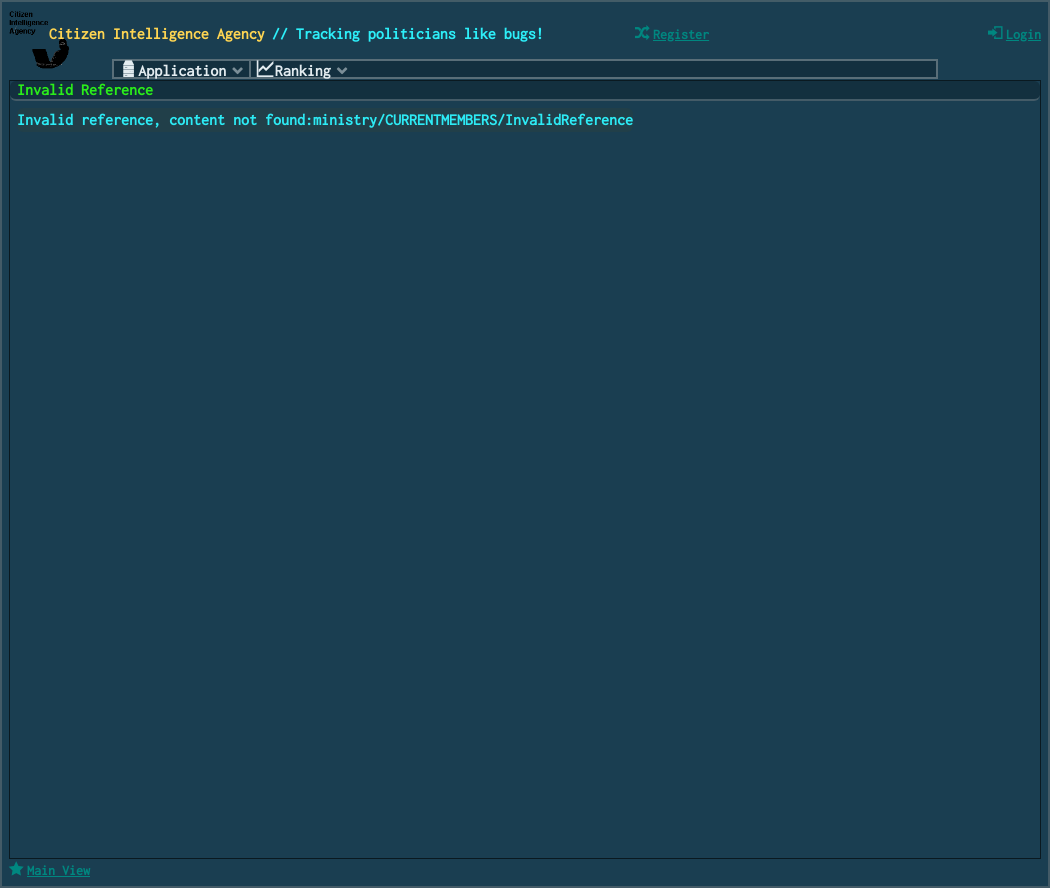 Citizen
Intelligence
Agency
Citizen Intelligence Agency // Tracking politicians like bugs!
Register
Login
Application
Ranking
Invalid Reference
Invalid reference, content not found:ministry/CURRENTMEMBERS/InvalidReference
Main View